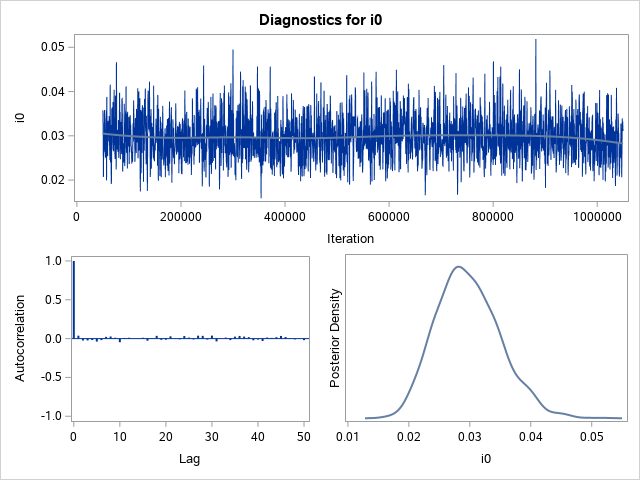 Diagnostics for i0
0.05
0.04
0.03
0.02
i0
0 200000 400000 600000 800000 1000000
Iteration
1.0
0.5
0.0
-0.5
-1.0
Autocorrelation
0 10 20 30 40 50
Lag
Posterior Density
0.01 0.02 0.03 0.04 0.05
i0